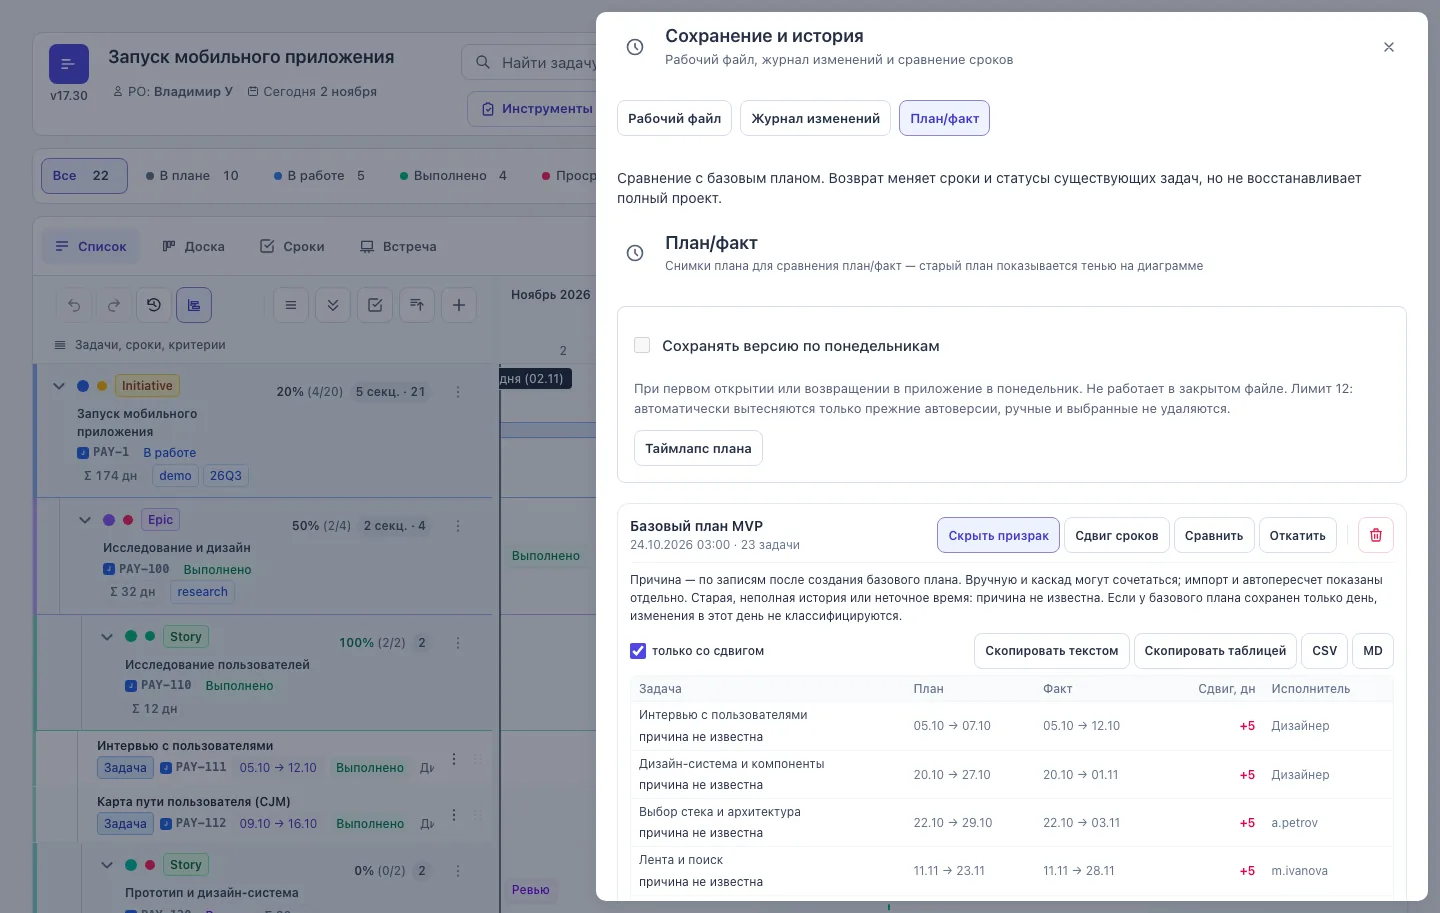 Запуск мобильного приложения
v17.30
PO: Владимир У
Сегодня 2 ноября
Найти задачу
Инструменты
Все 22
В плане 10
В работе 5
Выполнено 4
Список
Доска
Сроки
Встреча
Задачи, сроки, критерии
Ноябрь 2026
2
дня (02.11)
Initiative
20% (4/20)
5 секц. · 21
Запуск мобильного
приложения
PAY-1 В работе
Σ 174 дн
demo
26Q3
Epic
50% (2/4)
2 секц. · 4
Исследование и дизайн
PAY-100 Выполнено
Σ 32 дн
research
Выполнено
Story
100% (2/2)
2
Исследование пользователей
PAY-110 Выполнено
Σ 12 дн
Интервью с пользователями
Задача PAY-111 05.10 → 12.10 Выполнено
Карта пути пользователя (CJM)
Задача PAY-112 09.10 → 16.10 Выполнено
Story
0% (0/2)
2
Прототип и дизайн-система
Ревью
Сохранение и история
Рабочий файл, журнал изменений и сравнение сроков
Рабочий файл
Журнал изменений
План/факт
Сравнение с базовым планом. Возврат меняет сроки и статусы существующих задач, но не восстанавливает
полный проект.
План/факт
Снимки плана для сравнения план/факт — старый план показывается тенью на диаграмме
Сохранять версию по понедельникам
При первом открытии или возвращении в приложение в понедельник. Не работает в закрытом файле. Лимит 12:
автоматически вытесняются только прежние автоверсии, ручные и выбранные не удаляются.
Таймлапс плана
Базовый план MVP
24.10.2026 03:00 · 23 задачи
Скрыть призрак
Сдвиг сроков
Сравнить
Откатить
Причина — по записям после создания базового плана. Вручную и каскад могут сочетаться; импорт и автопересчет показаны
отдельно. Старая, неполная история или неточное время: причина не известна. Если у базового плана сохранен только день,
изменения в этот день не классифицируются.
только со сдвигом
Скопировать текстом
Скопировать таблицей
CSV
MD
Задача План Факт Сдвиг, дн Исполнитель
Интервью с пользователями
причина не известна
05.10 → 07.10 05.10 → 12.10 +5 Дизайнер
Дизайн-система и компоненты
причина не известна
20.10 → 27.10 20.10 → 01.11 +5 Дизайнер
Выбор стека и архитектура
причина не известна
22.10 → 29.10 22.10 → 03.11 +5 a.petrov
Лента и поиск
причина не известна
11.11 → 23.11 11.11 → 28.11 +5 m.ivanova